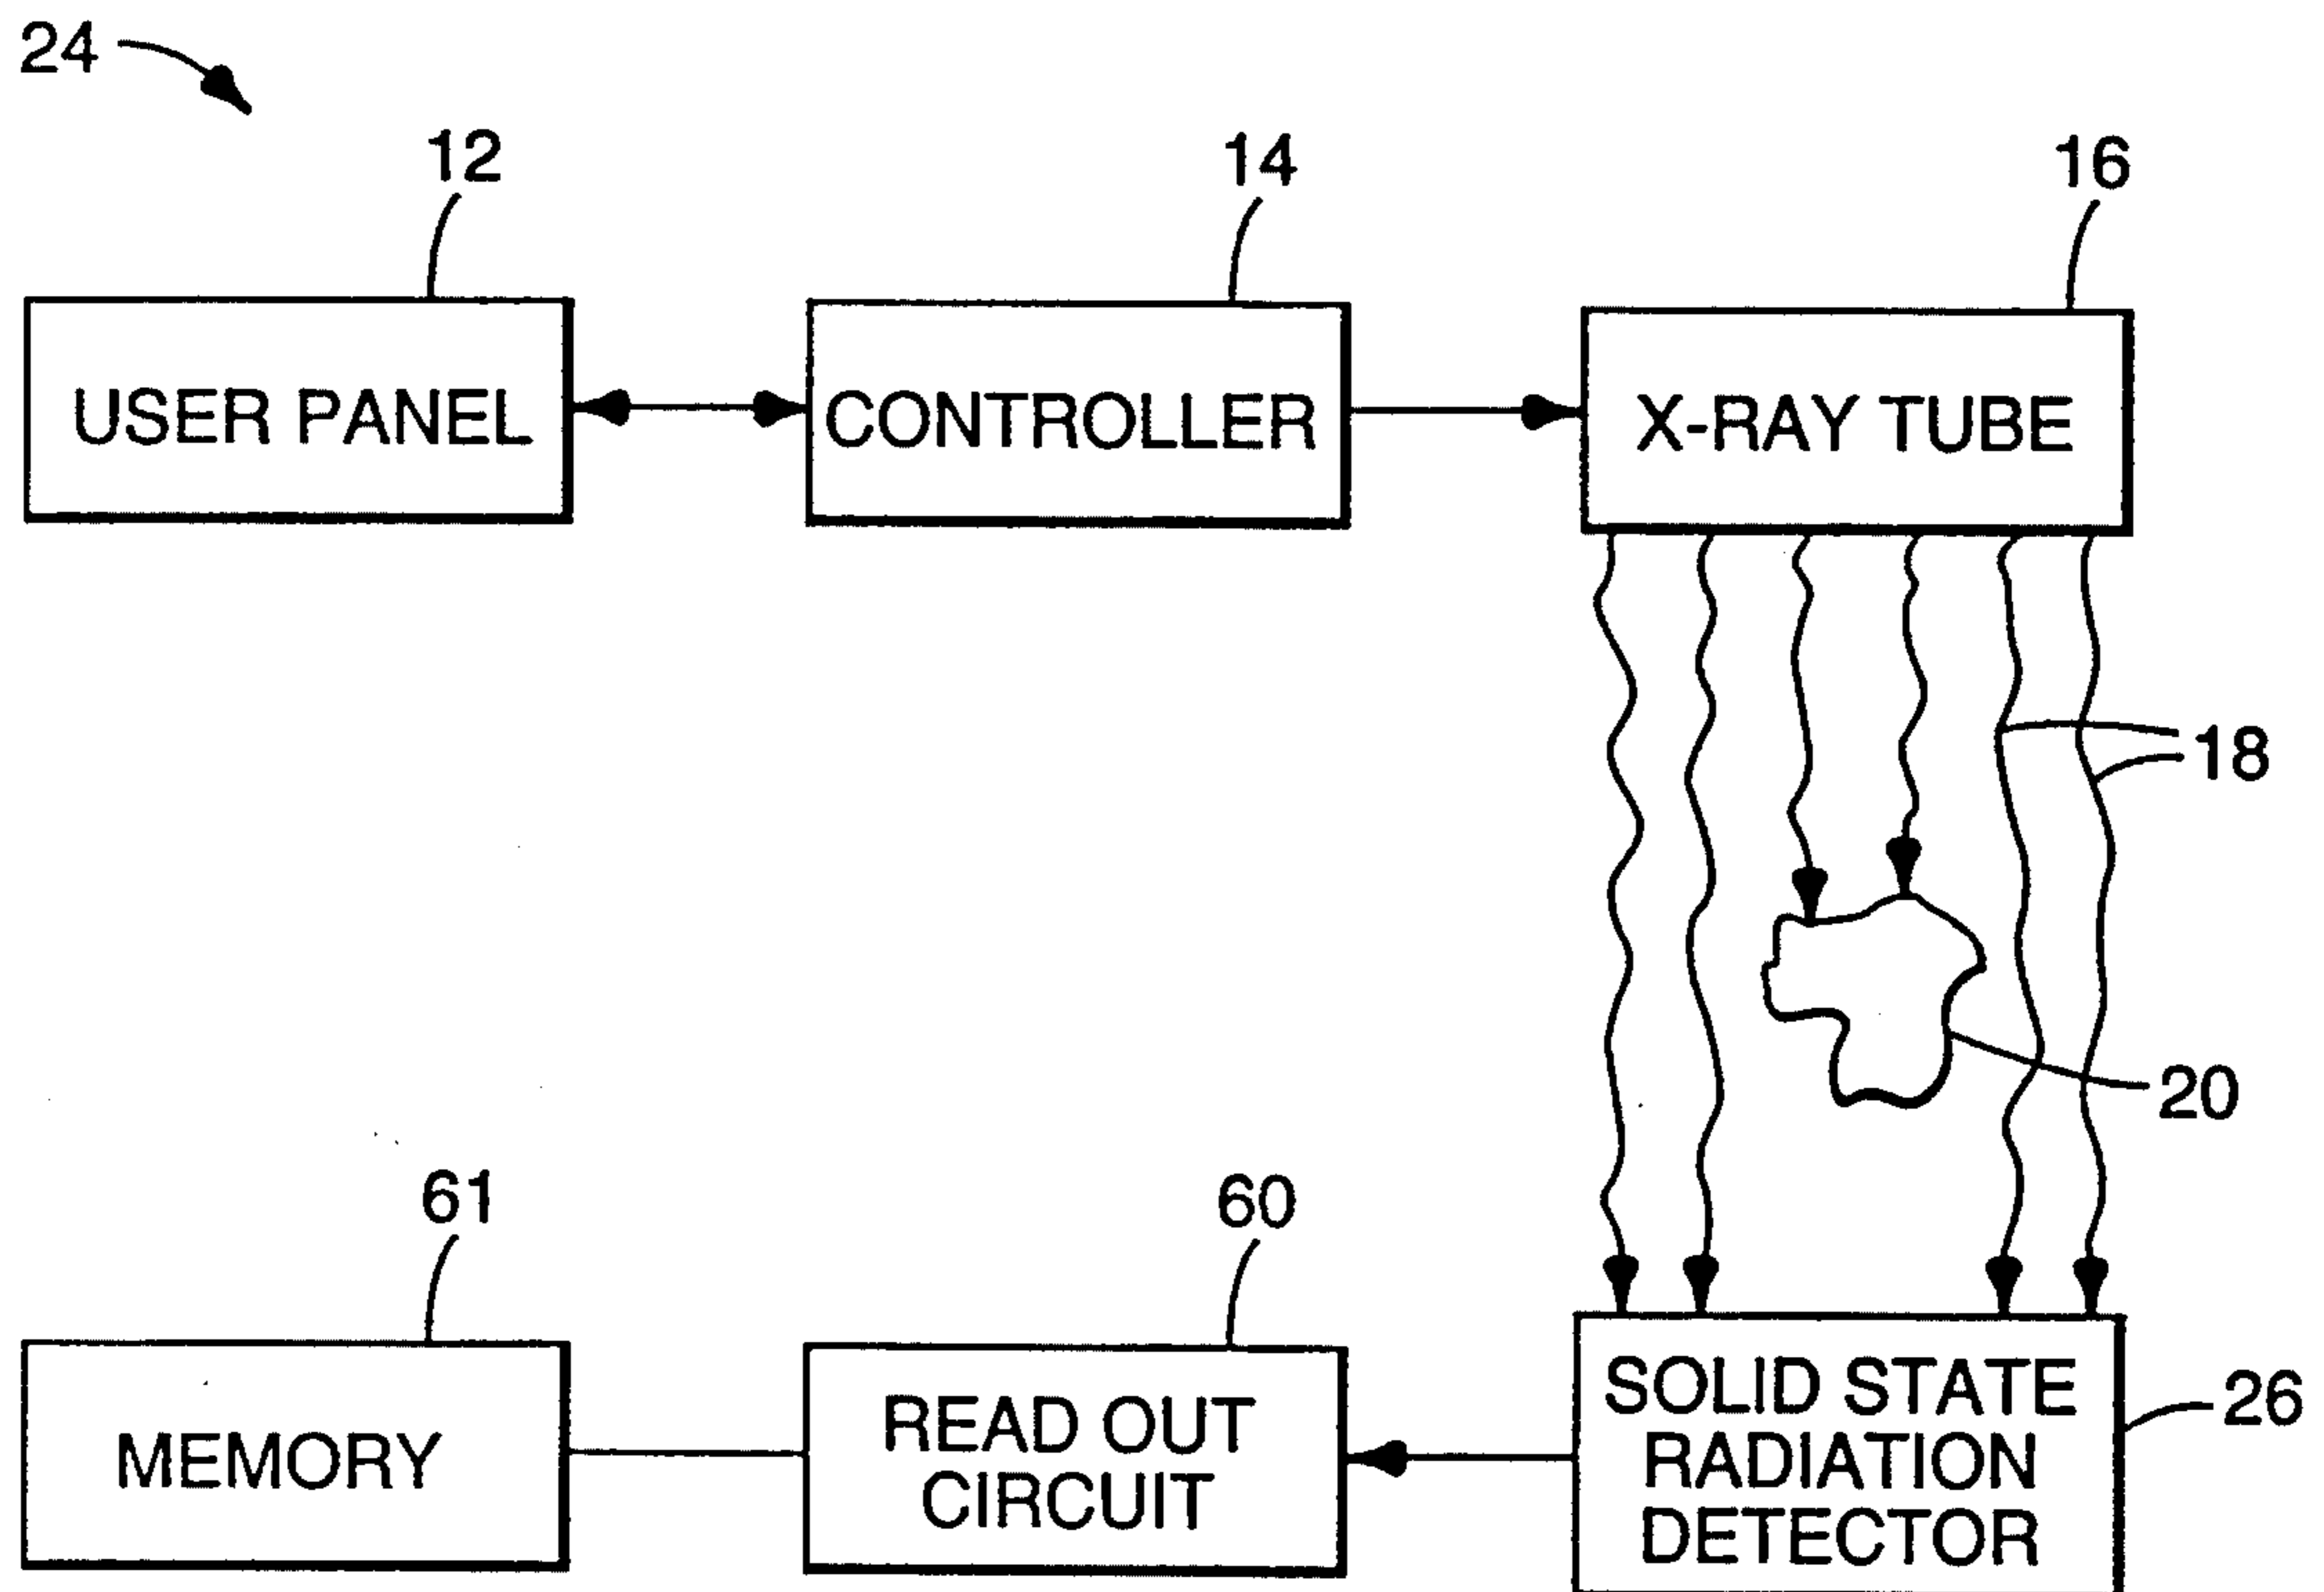 24
12
14
16
USER PANEL
CONTROLLER
X-RAY TUBE
18
20
61
60
MEMORY
READ OUT
CIRCUIT
SOLID STATE
RADIATION
DETECTOR
26